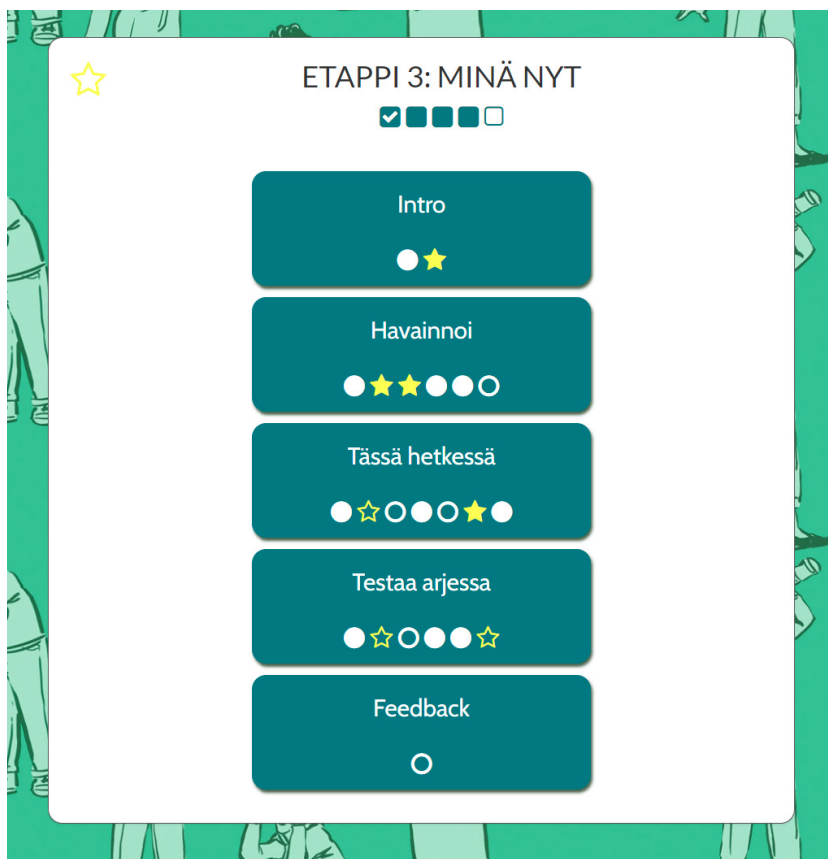 ETAPPI 3: MINÄ NYT
Intro
Havainnoi
Tässä hetkessä
Testaa arjessa
Feedback